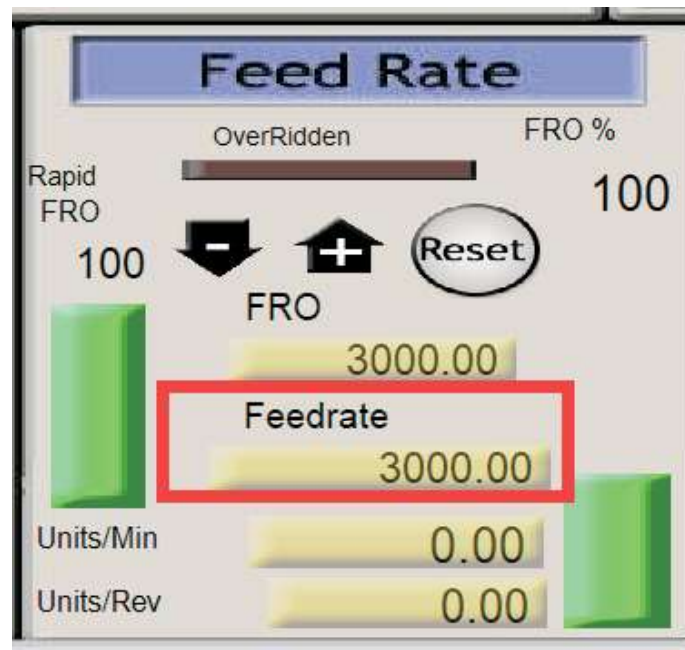 Feed Rate
OverRidden
FRO %
Rapid
FRO
100
100
- + Reset
FRO
3000.00
Feedrate
3000.00
Units/Min 0.00
Units/Rev 0.00